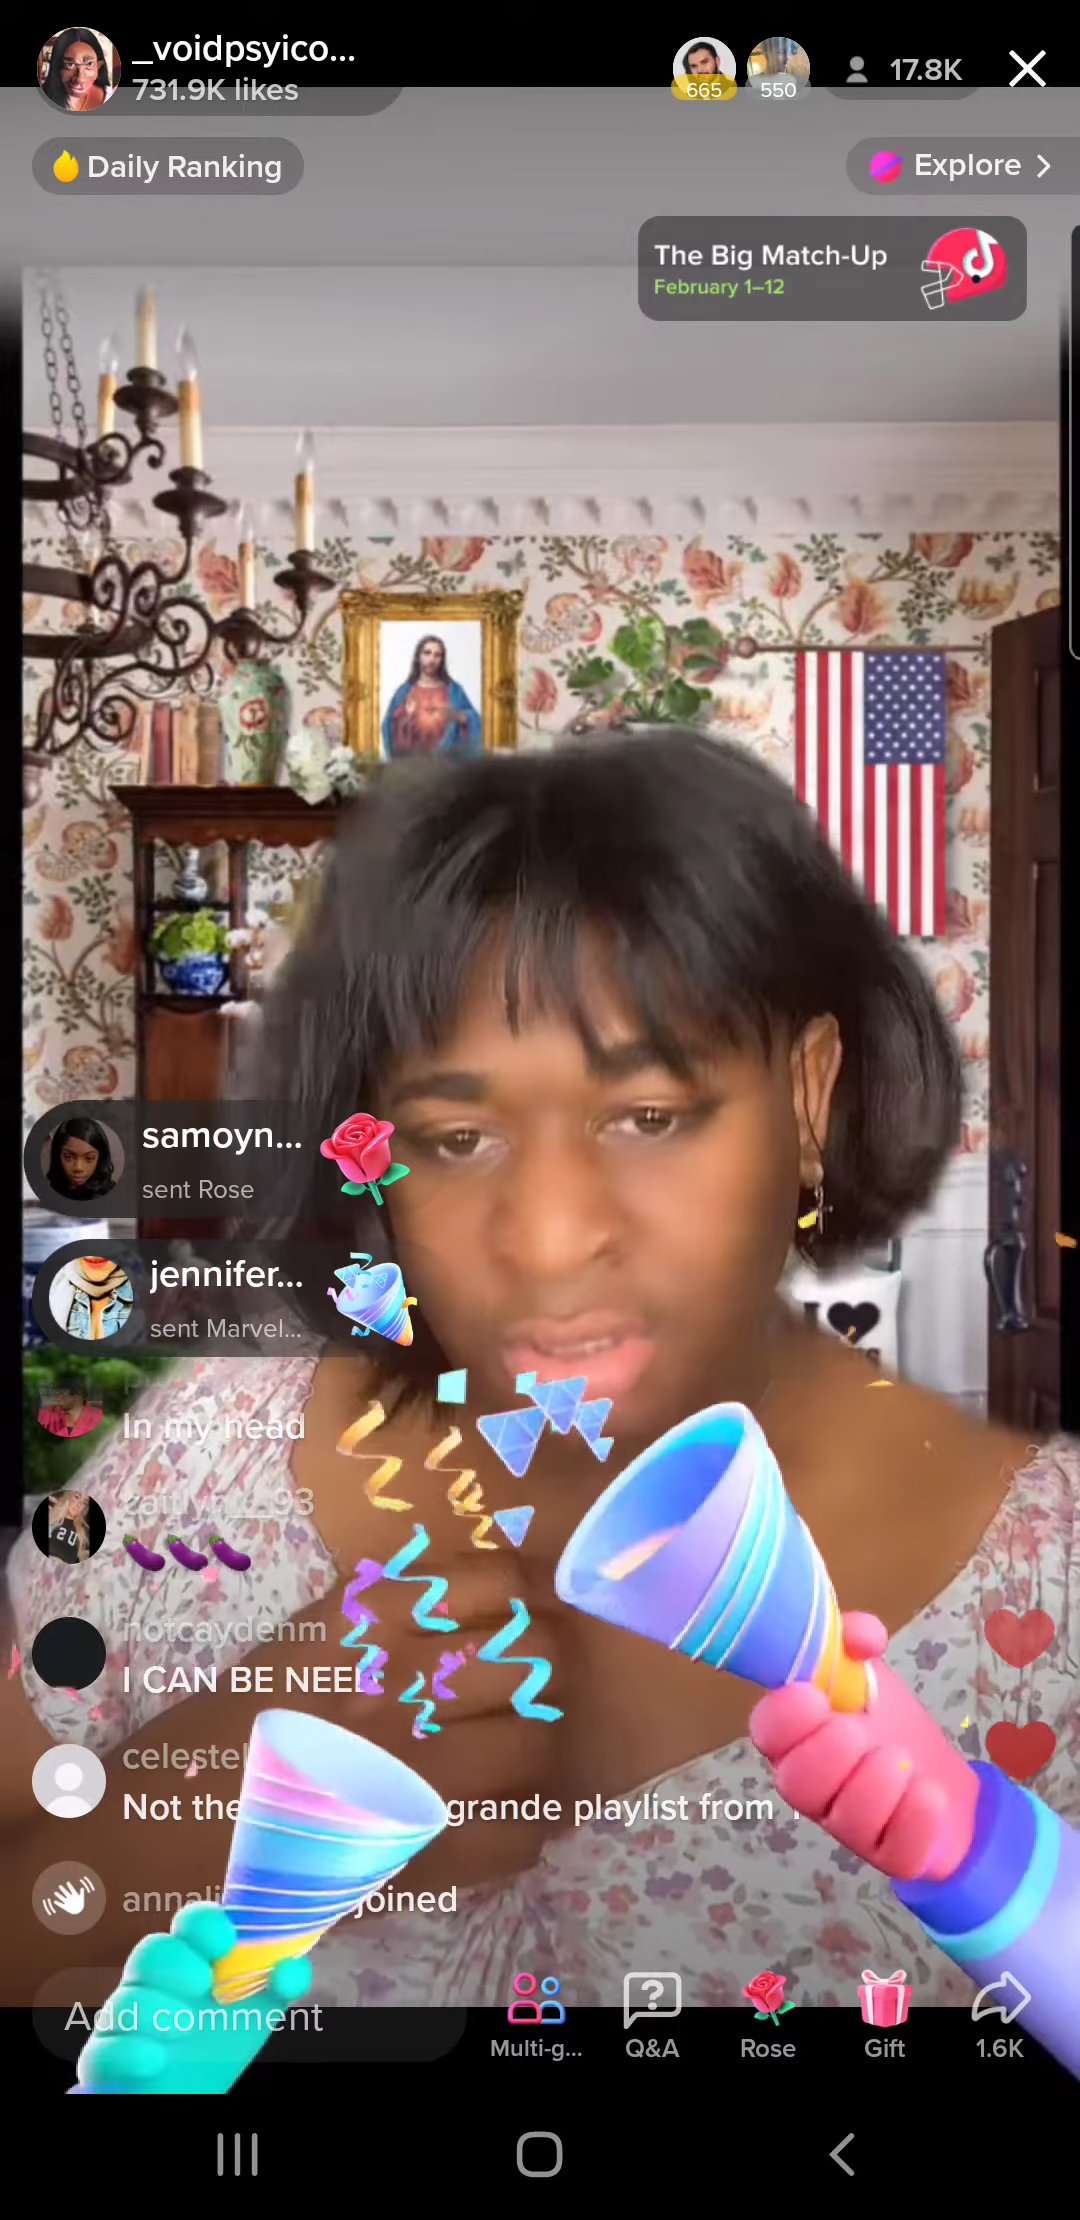 _voidpsyico...
731.9K likes
665
550
17.8K
Daily Ranking
Explore
The Big Match-Up
February 1–12
samoyn...
sent Rose
jennifer...
sent Marvel...
In my head
caitlyn__93
notcaydenm
I CAN BE NEE
celeste
Not the grande playlist from
joined
Add comment
Multi-g...
Q&A
Rose
Gift
1.6K